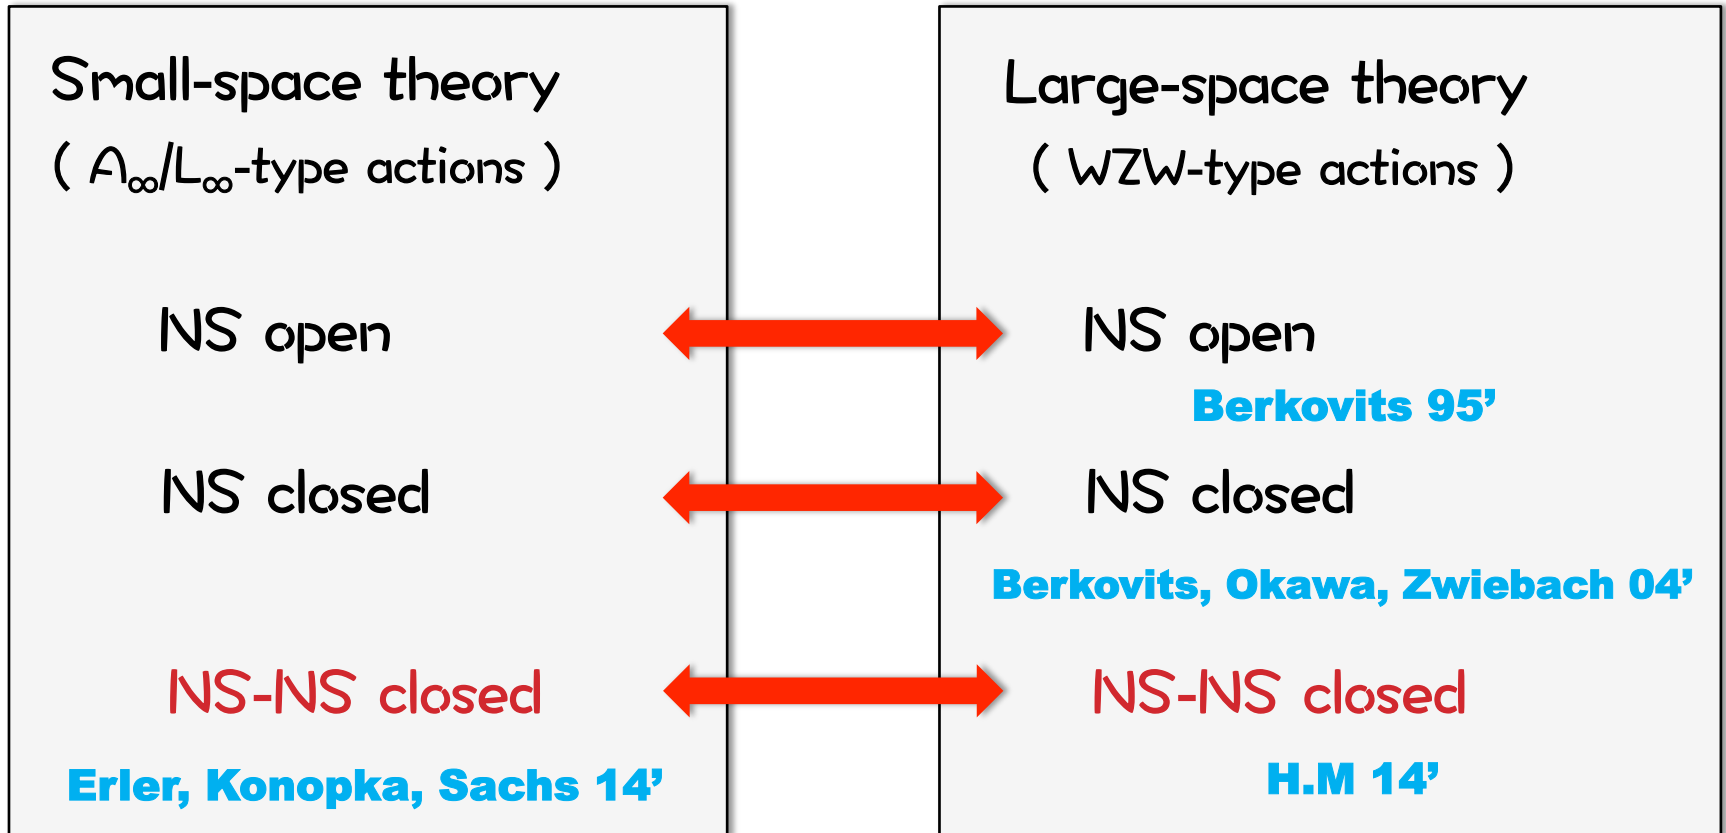 Small-space theory
( A∞/L∞-type actions )
NS open
NS closed
NS-NS closed
Erler, Konopka, Sachs 14’
Large-space theory
( WZW-type actions )
NS open
Berkovits 95’
NS closed
Berkovits, Okawa, Zwiebach 04’
NS-NS closed
H.M 14’